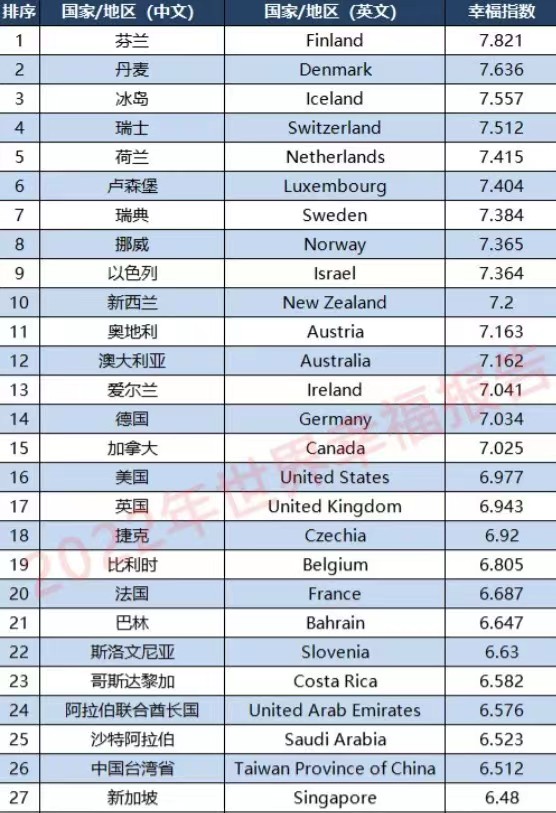 排序 国家/地区（中文） 国家/地区（英文） 幸福指数
1 芬兰 Finland 7.821
2 丹麦 Denmark 7.636
3 冰岛 Iceland 7.557
4 瑞士 Switzerland 7.512
5 荷兰 Netherlands 7.415
6 卢森堡 Luxembourg 7.404
7 瑞典 Sweden 7.384
8 挪威 Norway 7.365
9 以色列 Israel 7.364
10 新西兰 New Zealand 7.2
11 奥地利 Austria 7.163
12 澳大利亚 Australia 7.162
13 爱尔兰 Ireland 7.041
14 德国 Germany 7.034
15 加拿大 Canada 7.025
16 美国 United States 6.977
17 英国 United Kingdom 6.943
18 捷克 Czechia 6.92
19 比利时 Belgium 6.805
20 法国 France 6.687
21 巴林 Bahrain 6.647
22 斯洛文尼亚 Slovenia 6.63
23 哥斯达黎加 Costa Rica 6.582
24 阿拉伯联合酋长国 United Arab Emirates 6.576
25 沙特阿拉伯 Saudi Arabia 6.523
26 中国台湾省 Taiwan Province of China 6.512
27 新加坡 Singapore 6.48
2022年世界幸福报告